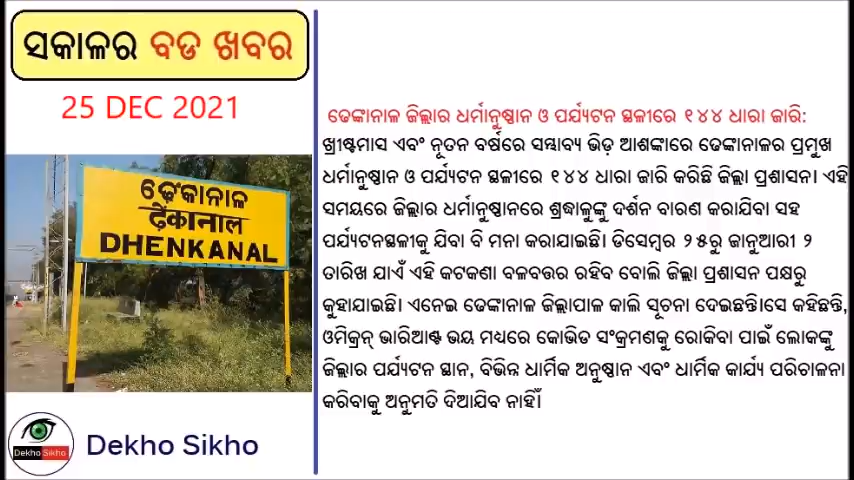 ସକାଳର ବଡ ଖବର
25 DEC 2021
ଢେଙ୍କାନାଳ
ढेंकानाल
DHENKANAL
Dekho Sikho
Dekho Sikho
ଢେଙ୍କାନାଳ ଜିଲ୍ଲାର ଧର୍ମାନୁଷ୍ଠାନ ଓ ପର୍ଯ୍ୟଟନ ସ୍ଥଳୀରେ ୧୪୪ ଧାରା ଜାରି:
ଖ୍ରୀଷ୍ଟମାସ ଏବଂ ନୂତନ ବର୍ଷରେ ସମ୍ଭାବ୍ୟ ଭିଡ଼ ଆଶଙ୍କାରେ ଢେଙ୍କାନାଳର ପ୍ରମୁଖ
ଧର୍ମାନୁଷ୍ଠାନ ଓ ପର୍ଯ୍ୟଟନ ସ୍ଥଳୀରେ ୧୪୪ ଧାରା ଜାରି କରିଛି ଜିଲ୍ଲା ପ୍ରଶାସନ। ଏହି
ସମୟରେ ଜିଲ୍ଲାର ଧର୍ମାନୁଷ୍ଠାନରେ ଶ୍ରଦ୍ଧାଳୁଙ୍କୁ ଦର୍ଶନ ବାରଣ କରାଯିବା ସହ
ପର୍ଯ୍ୟଟନସ୍ଥଳୀକୁ ଯିବା ବି ମନା କରାଯାଇଛି। ଡିସେମ୍ବର ୨୫ରୁ ଜାନୁଆରୀ ୨
ତାରିଖ ଯାଏଁ ଏହି କଟକଣା ବଳବତ୍ତର ରହିବ ବୋଲି ଜିଲ୍ଲା ପ୍ରଶାସନ ପକ୍ଷରୁ
କୁହାଯାଇଛି। ଏନେଇ ଢେଙ୍କାନାଳ ଜିଲ୍ଲାପାଳ କାଲି ସୂଚନା ଦେଇଛନ୍ତି।ସେ କହିଛନ୍ତି,
ଓମିକ୍ରନ୍ ଭାରିଆଣ୍ଟ ଭୟ ମଧ୍ୟରେ କୋଭିଡ ସଂକ୍ରମଣକୁ ରୋକିବା ପାଇଁ ଲୋକଙ୍କୁ
ଜିଲ୍ଲାର ପର୍ଯ୍ୟଟନ ସ୍ଥାନ, ବିଭିନ୍ନ ଧାର୍ମିକ ଅନୁଷ୍ଠାନ ଏବଂ ଧାର୍ମିକ କାର୍ଯ୍ୟ ପରିଚାଳନା
କରିବାକୁ ଅନୁମତି ଦିଆଯିବ ନାହିଁ।